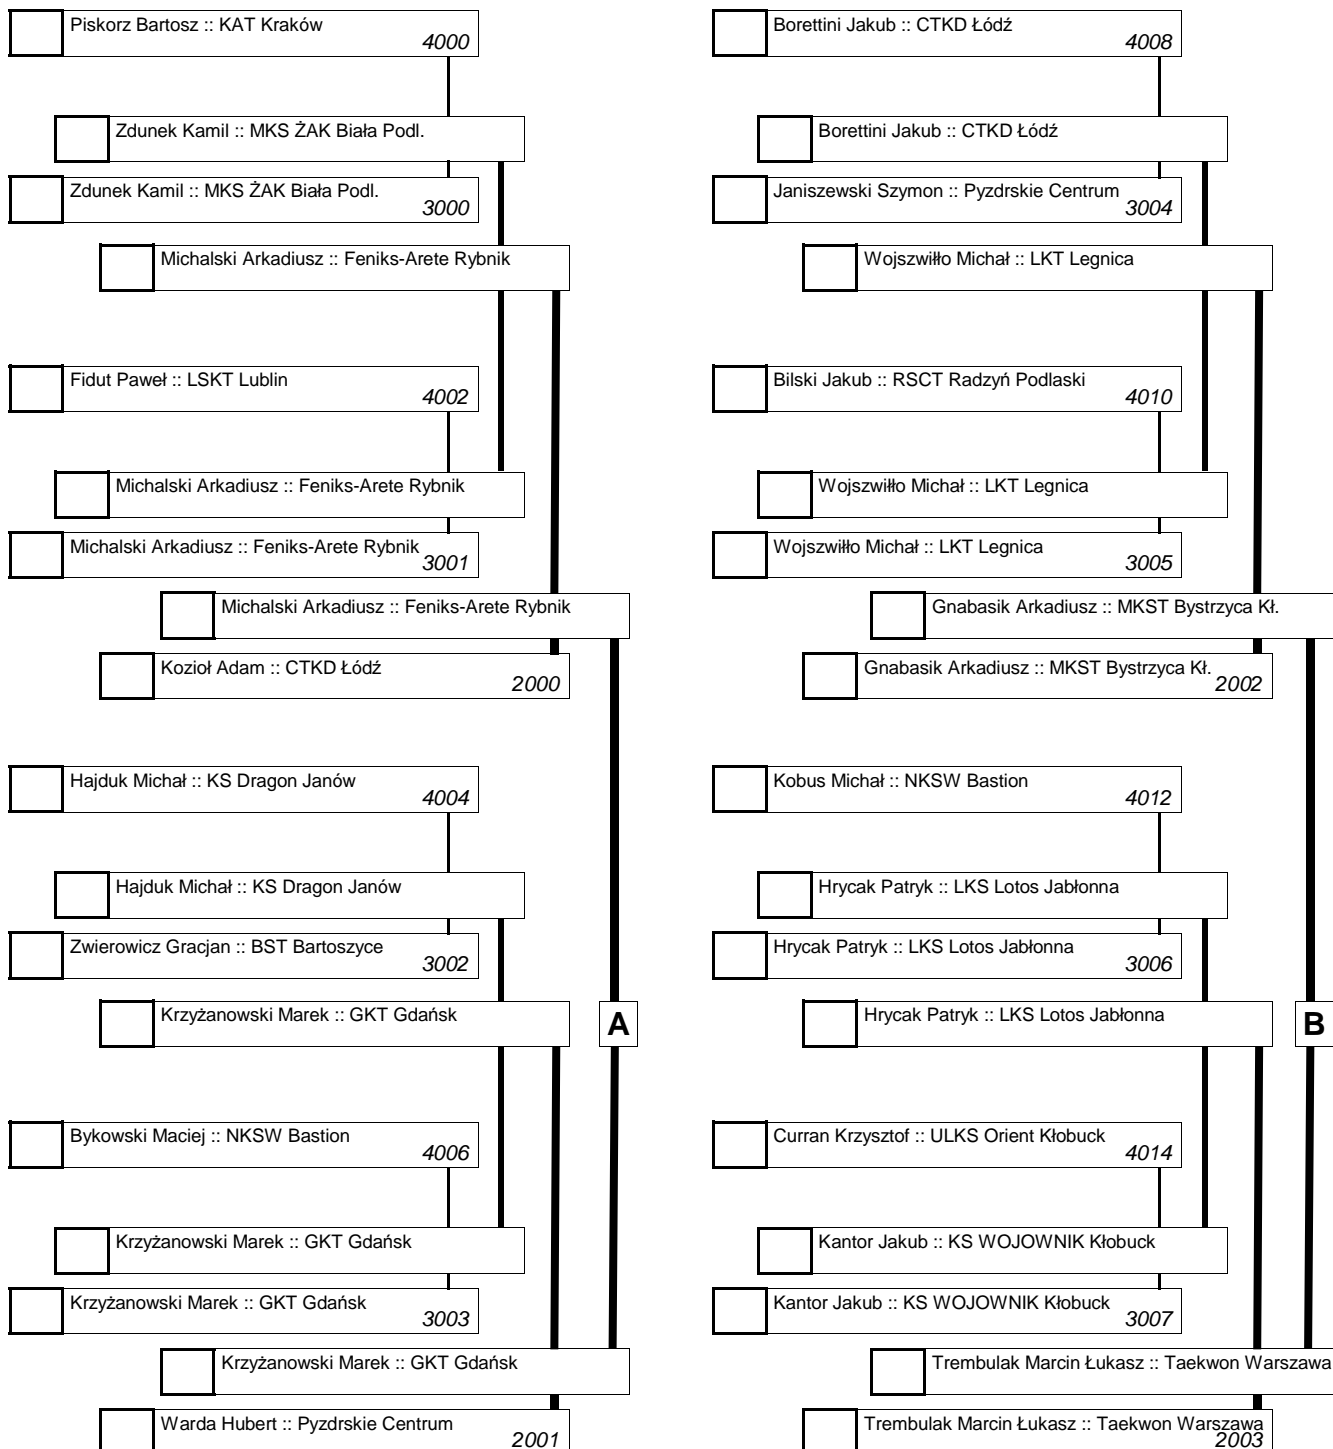 Piskorz Bartosz :: KAT Kraków
4000
Zdunek Kamil :: MKS ŻAK Biała Podl.
Zdunek Kamil :: MKS ŻAK Biała Podl.
3000
Michalski Arkadiusz :: Feniks-Arete Rybnik
Fidut Paweł :: LSKT Lublin
4002
Michalski Arkadiusz :: Feniks-Arete Rybnik
Michalski Arkadiusz :: Feniks-Arete Rybnik
3001
Michalski Arkadiusz :: Feniks-Arete Rybnik
Kozioł Adam :: CTKD Łódź
2000
Hajduk Michał :: KS Dragon Janów
4004
Hajduk Michał :: KS Dragon Janów
Zwierowicz Gracjan :: BST Bartoszyce
3002
Krzyżanowski Marek :: GKT Gdańsk
A
Bykowski Maciej :: NKSW Bastion
4006
Krzyżanowski Marek :: GKT Gdańsk
Krzyżanowski Marek :: GKT Gdańsk
3003
Krzyżanowski Marek :: GKT Gdańsk
Warda Hubert :: Pyzdrskie Centrum
2001
Borettini Jakub :: CTKD Łódź
4008
Borettini Jakub :: CTKD Łódź
Janiszewski Szymon :: Pyzdrskie Centrum
3004
Wojszwiłło Michał :: LKT Legnica
Bilski Jakub :: RSCT Radzyń Podlaski
4010
Wojszwiłło Michał :: LKT Legnica
Wojszwiłło Michał :: LKT Legnica
3005
Gnabasik Arkadiusz :: MKST Bystrzyca Kł.
Gnabasik Arkadiusz :: MKST Bystrzyca Kł.
2002
Kobus Michał :: NKSW Bastion
4012
Hrycak Patryk :: LKS Lotos Jabłonna
Hrycak Patryk :: LKS Lotos Jabłonna
3006
Hrycak Patryk :: LKS Lotos Jabłonna
B
Curran Krzysztof :: ULKS Orient Kłobuck
4014
Kantor Jakub :: KS WOJOWNIK Kłobuck
Kantor Jakub :: KS WOJOWNIK Kłobuck
3007
Trembulak Marcin Łukasz :: Taekwon Warszawa
Trembulak Marcin Łukasz :: Taekwon Warszawa
2003